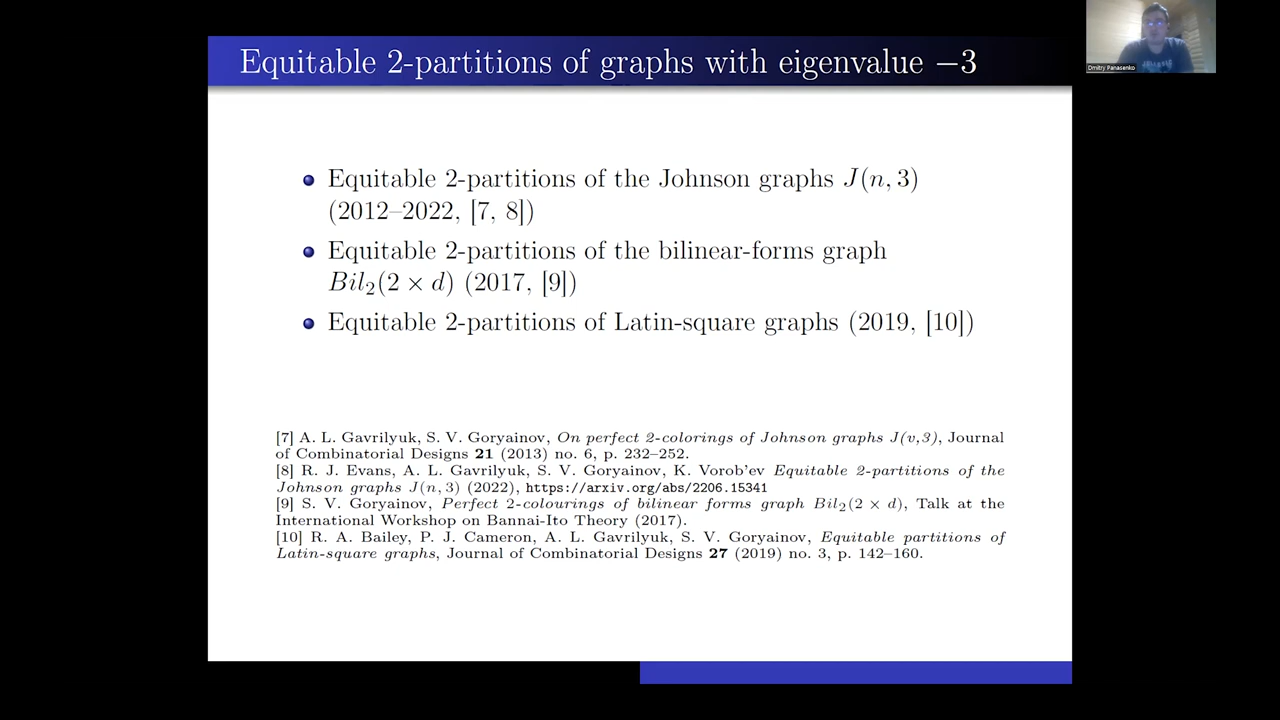 Equitable 2-partitions of graphs with eigenvalue −3
Dmitry Panasenko
Equitable 2-partitions of the Johnson graphs J(n, 3)
(2012–2022, [7, 8])
Equitable 2-partitions of the bilinear-forms graph
Bil₂(2 × d) (2017, [9])
Equitable 2-partitions of Latin-square graphs (2019, [10])
[7] A. L. Gavrilyuk, S. V. Goryainov, On perfect 2-colorings of Johnson graphs J(v,3), Journal
of Combinatorial Designs 21 (2013) no. 6, p. 232–252.
[8] R. J. Evans, A. L. Gavrilyuk, S. V. Goryainov, K. Vorob'ev Equitable 2-partitions of the
Johnson graphs J(n, 3) (2022), https://arxiv.org/abs/2206.15341
[9] S. V. Goryainov, Perfect 2-colourings of bilinear forms graph Bil₂(2 × d), Talk at the
International Workshop on Bannai-Ito Theory (2017).
[10] R. A. Bailey, P. J. Cameron, A. L. Gavrilyuk, S. V. Goryainov, Equitable partitions of
Latin-square graphs, Journal of Combinatorial Designs 27 (2019) no. 3, p. 142–160.